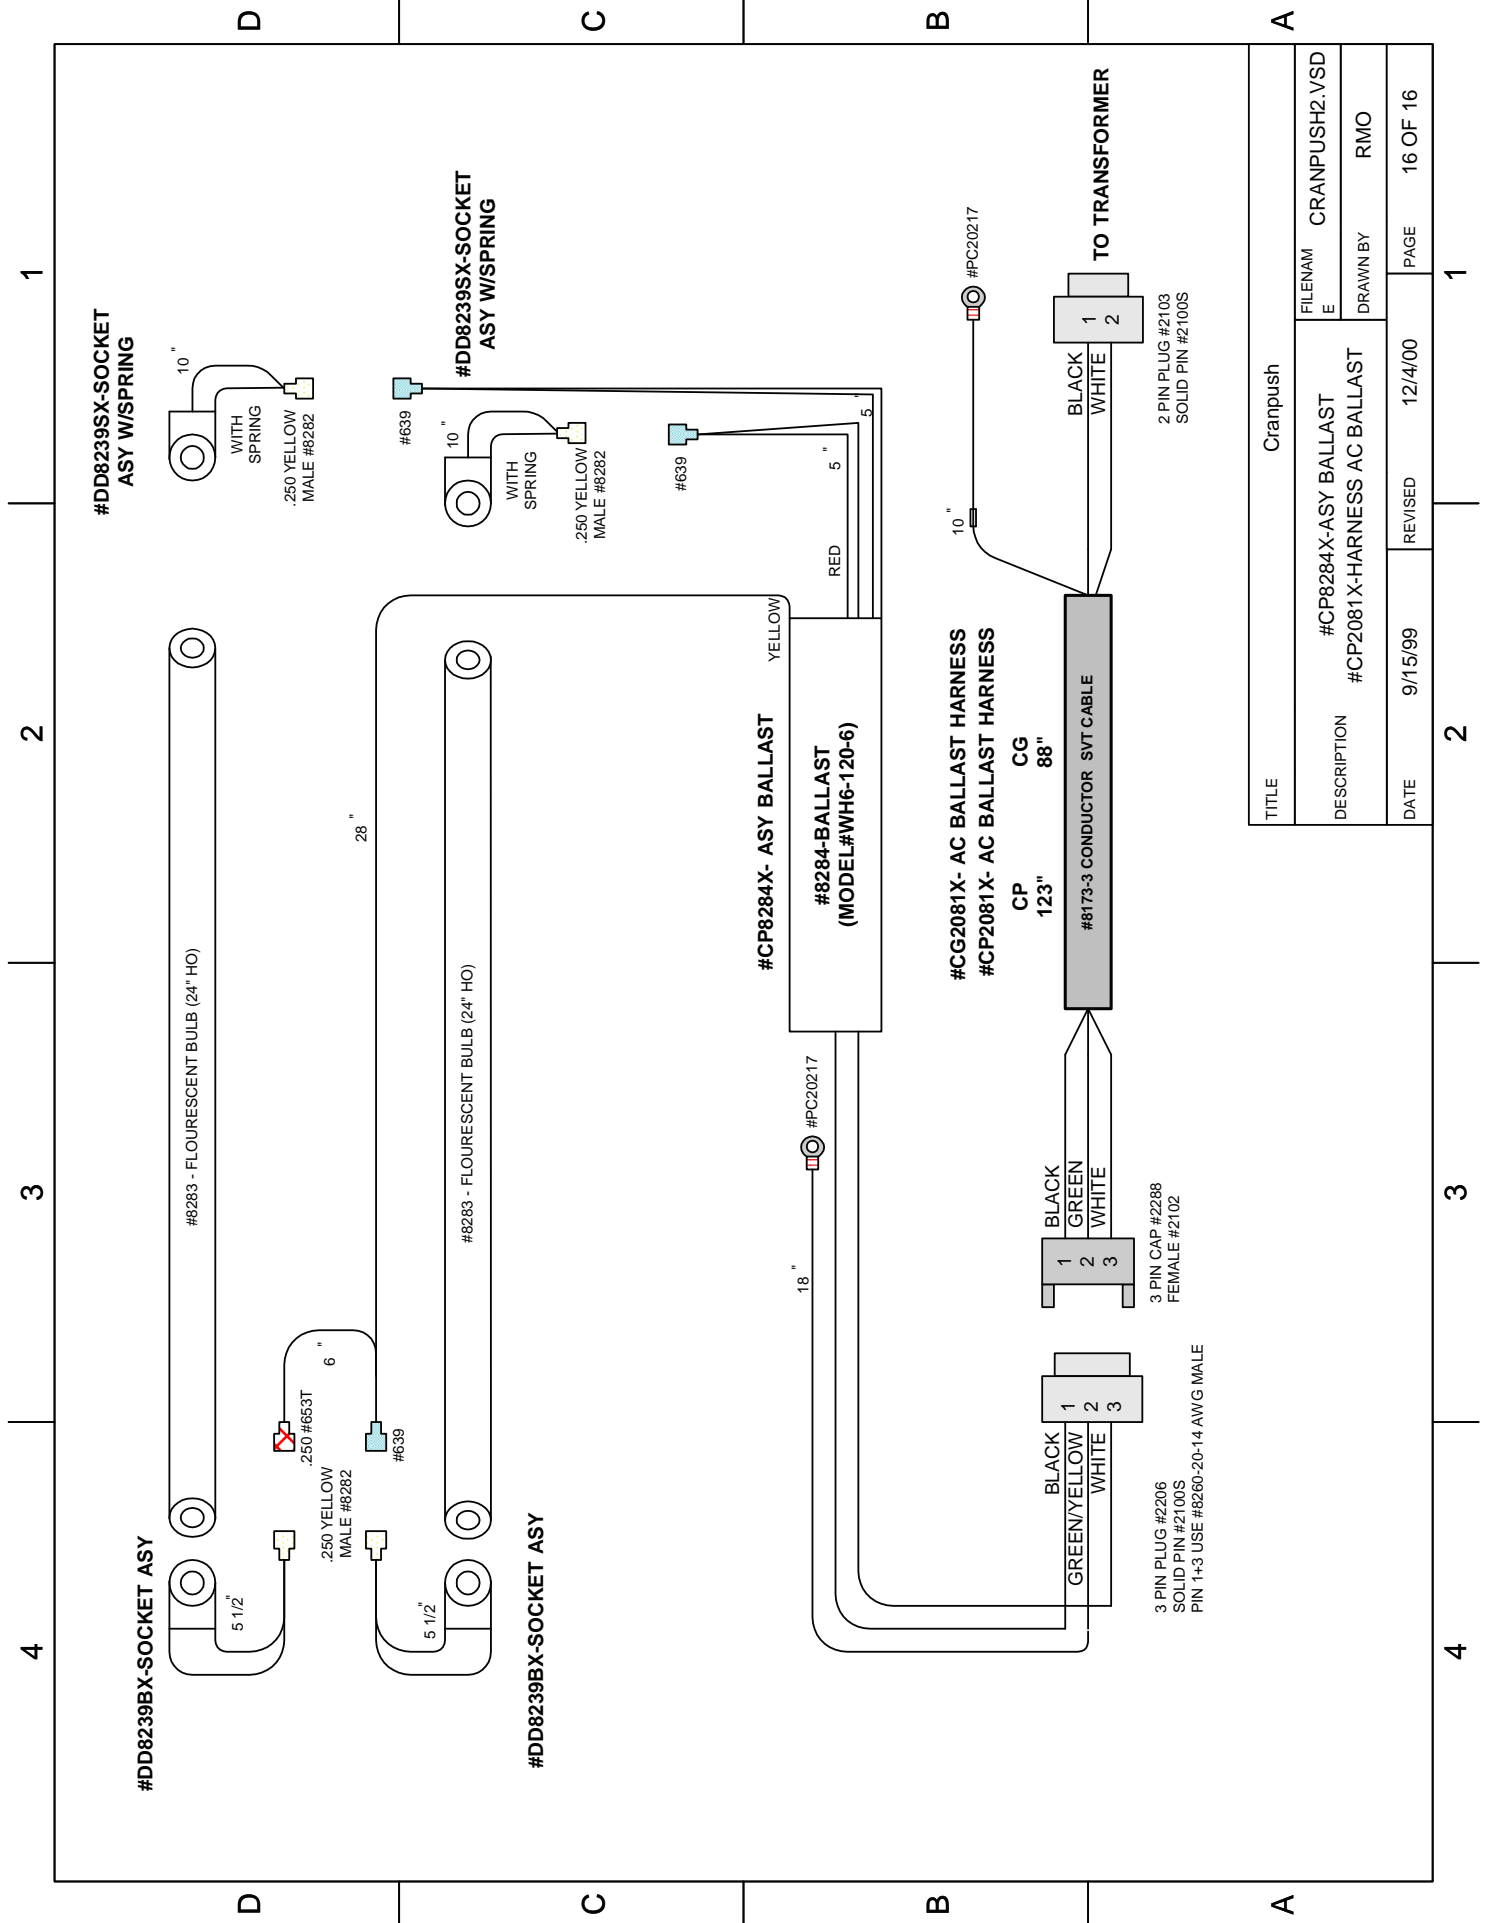 4
3
2
1
D
D
C
C
B
B
A
A
#DD8239BX-SOCKET ASY
5 1/2"
#8283 - FLOURESCENT BULB (24" HO)
#DD8239SX-SOCKET
ASY W/SPRING
10 "
WITH
SPRING
.250 YELLOW
MALE #8282
.250 #653T
6 "
.250 YELLOW
MALE #8282
#639
28 "
5 1/2"
#DD8239BX-SOCKET ASY
#8283 - FLOURESCENT BULB (24" HO)
#639
#DD8239SX-SOCKET
ASY W/SPRING
10 "
WITH
SPRING
.250 YELLOW
MALE #8282
#639
#CP8284X- ASY BALLAST
YELLOW
#8284-BALLAST
(MODEL#WH6-120-6)
RED
5 "
5 "
18 "
#PC20217
#CG2081X- AC BALLAST HARNESS
#CP2081X- AC BALLAST HARNESS
CP
123"
CG
88"
10 "
#PC20217
BLACK
GREEN/YELLOW
WHITE
1
2
3
3 PIN PLUG #2206
SOLID PIN #2100S
PIN 1+3 USE #8260-20-14 AWG MALE
1
2
3
BLACK
GREEN
WHITE
3 PIN CAP #2288
FEMALE #2102
#8173-3 CONDUCTOR SVT CABLE
BLACK
WHITE
1
2
TO TRANSFORMER
2 PIN PLUG #2103
SOLID PIN #2100S
TITLE
Cranpush
DESCRIPTION
#CP8284X-ASY BALLAST
#CP2081X-HARNESS AC BALLAST
FILENAM
E
CRANPUSH2.VSD
DRAWN BY
RMO
DATE
9/15/99
REVISED
12/4/00
PAGE
16 OF 16
4
3
2
1